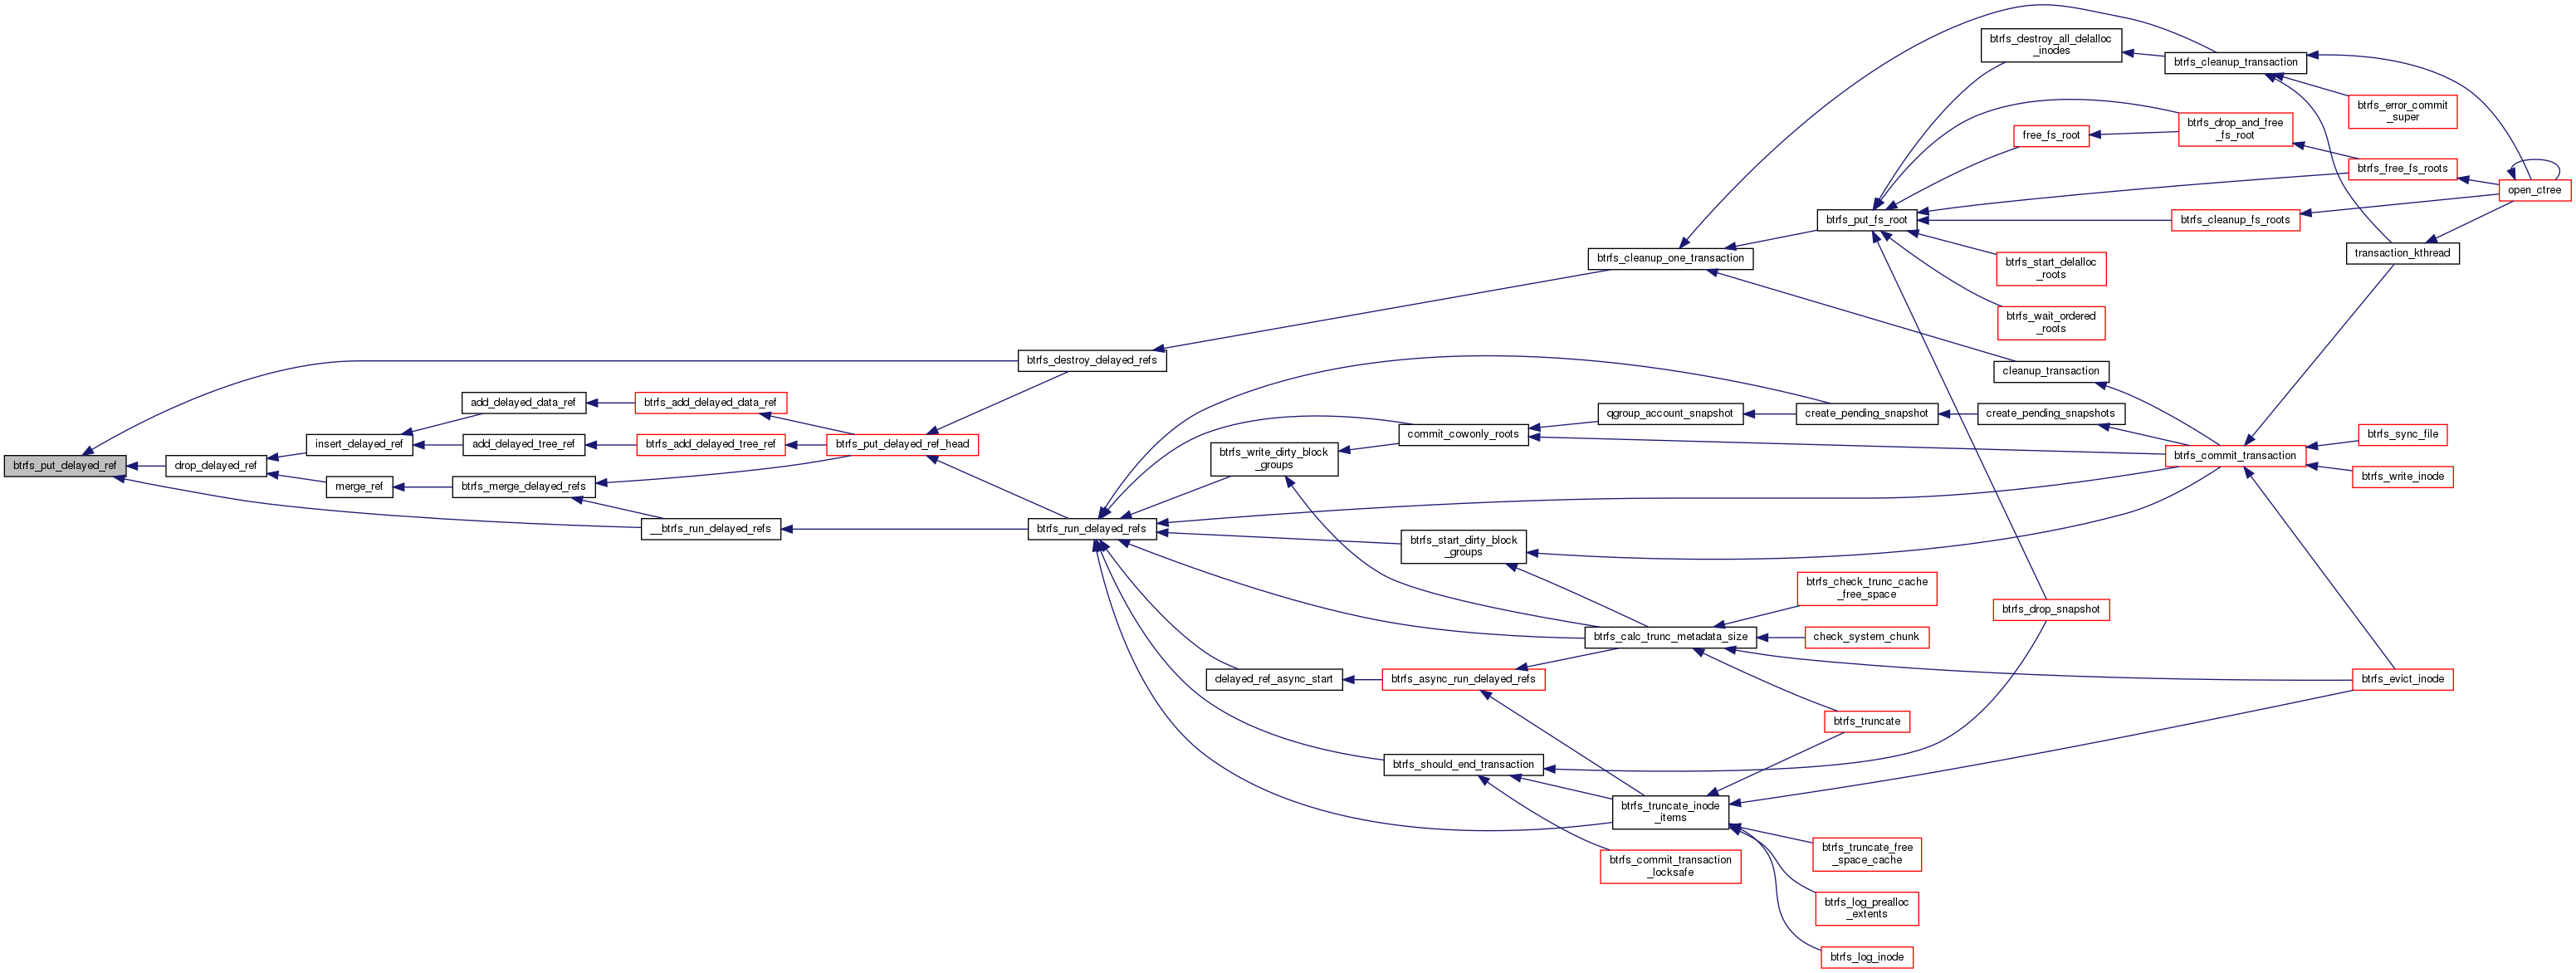 btrfs_put_delayed_ref
drop_delayed_ref
insert_delayed_ref
merge_ref
add_delayed_data_ref
add_delayed_tree_ref
btrfs_merge_delayed_refs
btrfs_add_delayed_data_ref
btrfs_add_delayed_tree_ref
__btrfs_run_delayed_refs
btrfs_put_delayed_ref_head
btrfs_destroy_delayed_refs
btrfs_run_delayed_refs
btrfs_write_dirty_block
_groups
delayed_ref_async_start
commit_cowonly_roots
btrfs_start_dirty_block
_groups
btrfs_async_run_delayed_refs
btrfs_should_end_transaction
btrfs_cleanup_one_transaction
qgroup_account_snapshot
btrfs_calc_trunc_metadata_size
btrfs_truncate_inode
_items
btrfs_commit_transaction
_locksafe
btrfs_put_fs_root
create_pending_snapshot
btrfs_check_trunc_cache
_free_space
check_system_chunk
btrfs_truncate
btrfs_truncate_free
_space_cache
btrfs_log_prealloc
_extents
btrfs_log_inode
btrfs_destroy_all_delalloc
_inodes
free_fs_root
btrfs_start_delalloc
_roots
btrfs_wait_ordered
_roots
cleanup_transaction
create_pending_snapshots
btrfs_drop_snapshot
btrfs_cleanup_transaction
btrfs_drop_and_free
_fs_root
btrfs_cleanup_fs_roots
btrfs_commit_transaction
btrfs_error_commit
_super
btrfs_free_fs_roots
transaction_kthread
btrfs_sync_file
btrfs_write_inode
btrfs_evict_inode
open_ctree